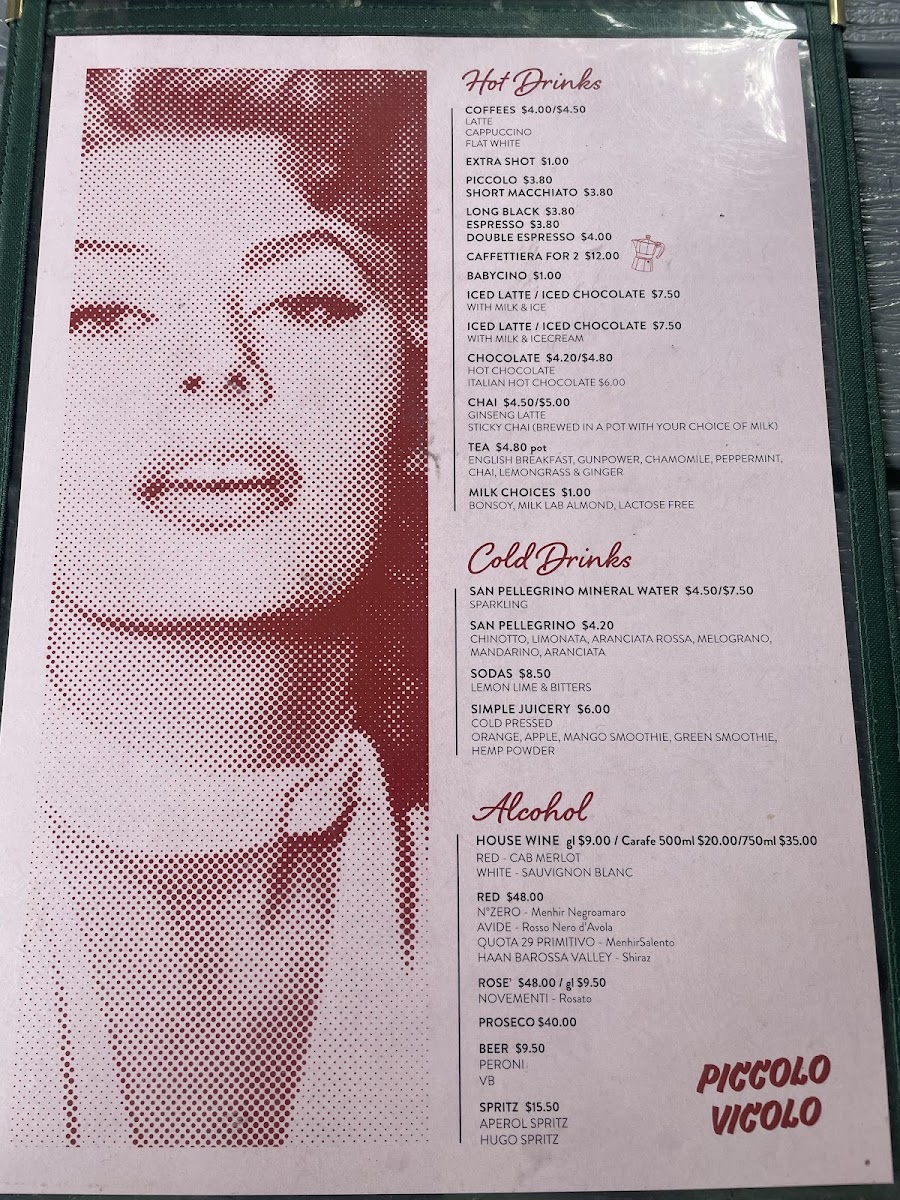 Hot Drinks
COFFEES $4.00/$4.50
LATTE
CAPPUCCINO
FLAT WHITE
EXTRA SHOT $1.00
PICCOLO $3.80
SHORT MACCHIATO $3.80
LONG BLACK $3.80
ESPRESSO $3.80
DOUBLE ESPRESSO $4.00
CAFFETTIERA FOR 2 $12.00
BABYCINO $1.00
ICED LATTE / ICED CHOCOLATE $7.50
WITH MILK & ICE
ICED LATTE / ICED CHOCOLATE $7.50
WITH MILK & ICECREAM
CHOCOLATE $4.20/$4.80
HOT CHOCOLATE
ITALIAN HOT CHOCOLATE $6.00
CHAI $4.50/$5.00
GINSENG LATTE
STICKY CHAI (BREWED IN A POT WITH YOUR CHOICE OF MILK)
TEA $4.80 pot
ENGLISH BREAKFAST, GUNPOWER, CHAMOMILE, PEPPERMINT,
CHAI, LEMONGRASS & GINGER
MILK CHOICES $1.00
BONSOY, MILK LAB ALMOND, LACTOSE FREE
Cold Drinks
SAN PELLEGRINO MINERAL WATER $4.50/$7.50
SPARKLING
SAN PELLEGRINO $4.20
CHINOTTO, LIMONATA, ARANCIATA ROSSA, MELOGRANO,
MANDARINO, ARANCIATA
SODAS $8.50
LEMON LIME & BITTERS
SIMPLE JUICERY $6.00
COLD PRESSED
ORANGE, APPLE, MANGO SMOOTHIE, GREEN SMOOTHIE,
HEMP POWDER
Alcohol
HOUSE WINE gl $9.00 / Carafe 500ml $20.00/750ml $35.00
RED - CAB MERLOT
WHITE - SAUVIGNON BLANC
RED $48.00
N°ZERO - Menhir Negroamaro
AVIDE - Rosso Nero d'Avola
QUOTA 29 PRIMITIVO - MenhirSalento
HAAN BAROSSA VALLEY - Shiraz
ROSE' $48.00 / gl $9.50
NOVEMENTI - Rosato
PROSECO $40.00
BEER $9.50
PERONI
VB
SPRITZ $15.50
APEROL SPRITZ
HUGO SPRITZ
PICCOLO
VICOLO